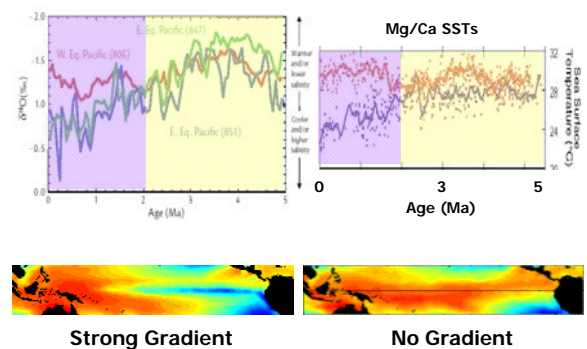 Mg/Ca SSTs
-2.0
-1.5
-1.0
-.5
0.0
δ¹⁸O(‰)
E. Eq. Pacific (847)
W. Eq. Pacific (806)
E. Eq. Pacific (851)
0 1 2 3 4 5
Age (Ma)
Warmer
and/or
lower
salinity
Cooler
and/or
higher
salinity
32
28
24
20
Sea Surface
Temperature (°C)
0 3 5
Age (Ma)
Strong Gradient
No Gradient